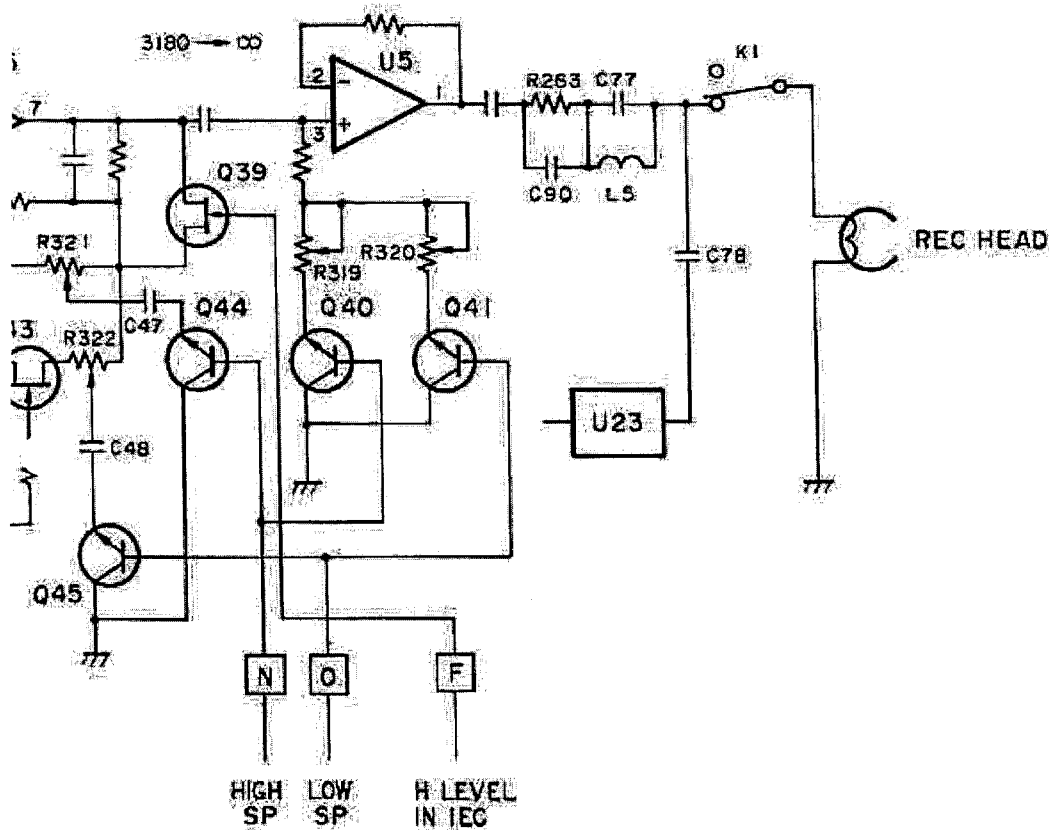 3180→∞
U5
2
−
1
3
+
7
K1
R263
C77
C90
L5
Q39
R321
R319
R320
C78
REC HEAD
C47
Q44
Q40
Q41
R322
C48
U23
Q45
N
O
F
HIGH
SP
LOW
SP
H LEVEL
IN IEC